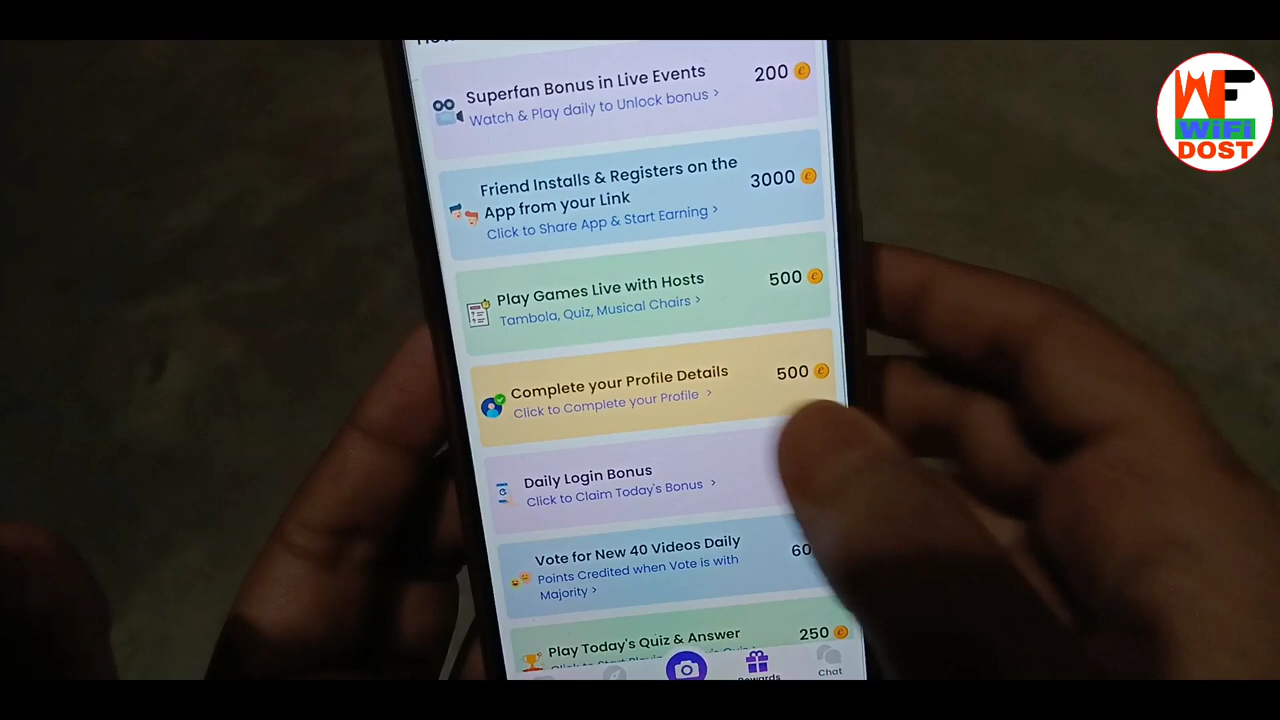 Superfan Bonus in Live Events
200
Watch & Play daily to Unlock bonus >
Friend Installs & Registers on the
App from your Link
3000
Click to Share App & Start Earning >
Play Games Live with Hosts
500
Tambola, Quiz, Musical Chairs >
Complete your Profile Details
500
Click to Complete your Profile >
Daily Login Bonus
Click to Claim Today's Bonus >
Vote for New 40 Videos Daily
60
Points Credited when Vote is with
Majority >
Play Today's Quiz & Answer
250
Rewards
Chat
WF
WiFi
DOST